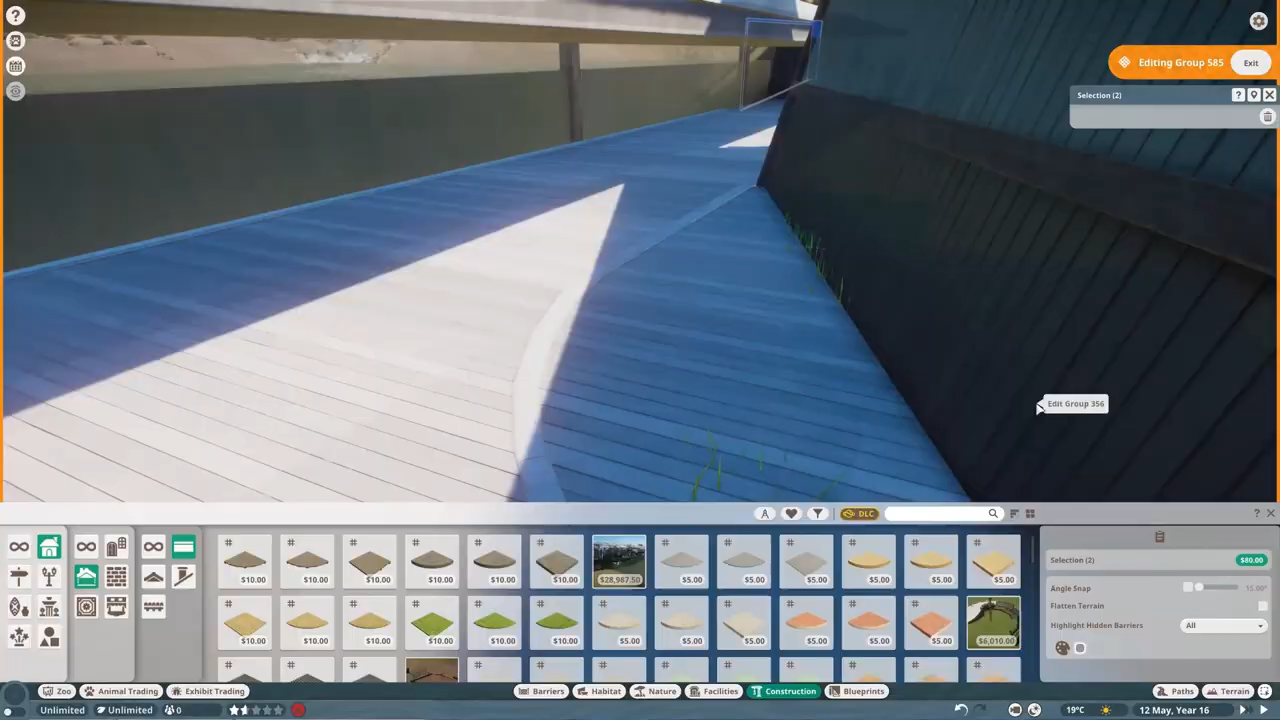 ?
Editing Group 585
Exit
Selection (2)
?
Edit Group 356
A
DLC
?
$10.00
$10.00
$10.00
$10.00
$10.00
$10.00
$28,987.50
$5.00
$5.00
$5.00
$5.00
$5.00
$5.00
$10.00
$10.00
$10.00
$10.00
$10.00
$10.00
$5.00
$5.00
$5.00
$5.00
$5.00
$5.00
$6,010.00
Selection (2)
$80.00
Angle Snap
15.00°
Flatten Terrain
Highlight Hidden Barriers
All
Zoo
Animal Trading
Exhibit Trading
Barriers
Habitat
Nature
Facilities
Construction
Blueprints
Paths
Terrain
Unlimited
Unlimited
0
19°C
12 May, Year 16